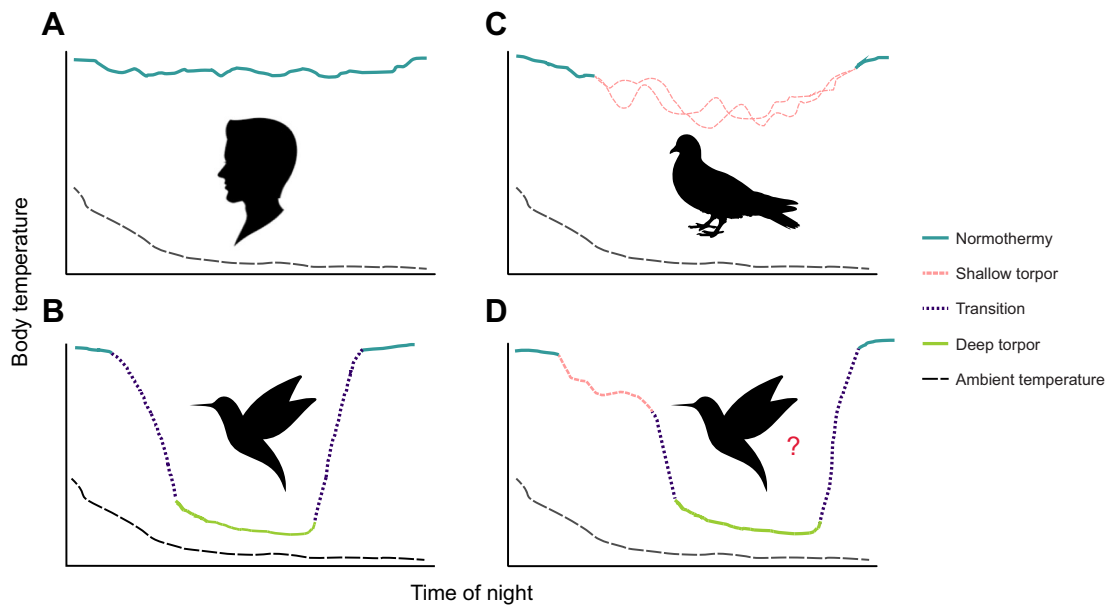 A
C
Body temperature
Normothermy
Shallow torpor
Transition
Deep torpor
Ambient temperature
B
D
?
Time of night